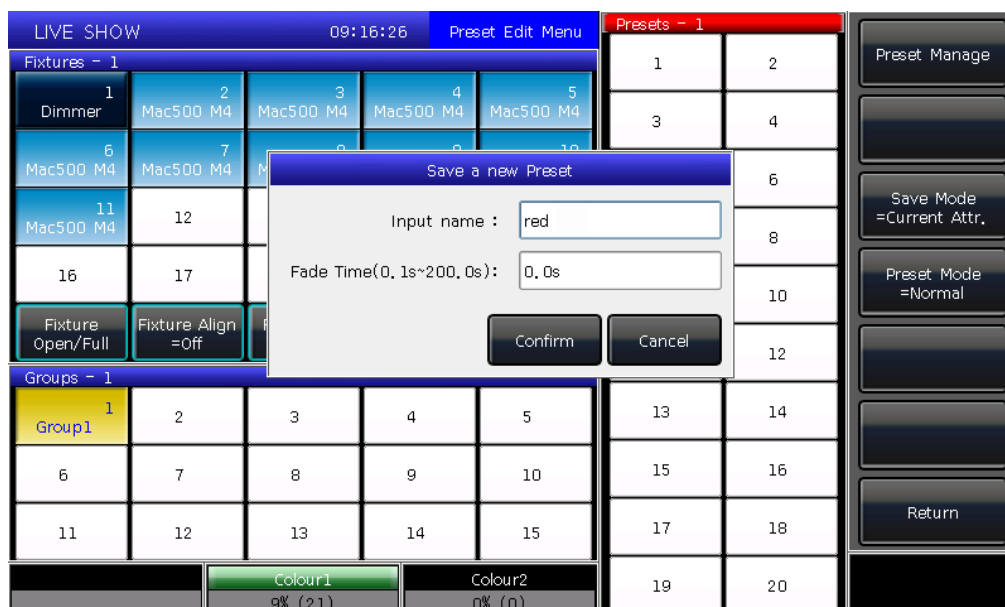 LIVE SHOW 09:16:26 Preset Edit Menu
Fixtures - 1
1 2 3 4 5
Dimmer Mac500 M4 Mac500 M4 Mac500 M4 Mac500 M4
6 7
Mac500 M4 Mac500 M4
11
Mac500 M4
12
16 17
Fixture Open/Full
Fixture Align =Off
Save a new Preset
Input name :
red
Fade Time(0.1s~200.0s):
0.0s
Confirm Cancel
Groups - 1
1
Group1
2 3 4 5
6 7 8 9 10
11 12 13 14 15
Colour1 Colour2
9% (21) 0% (0)
Presets - 1
1 2
3 4
6
8
10
12
13 14
15 16
17 18
19 20
Preset Manage
Save Mode
=Current Attr.
Preset Mode
=Normal
Return